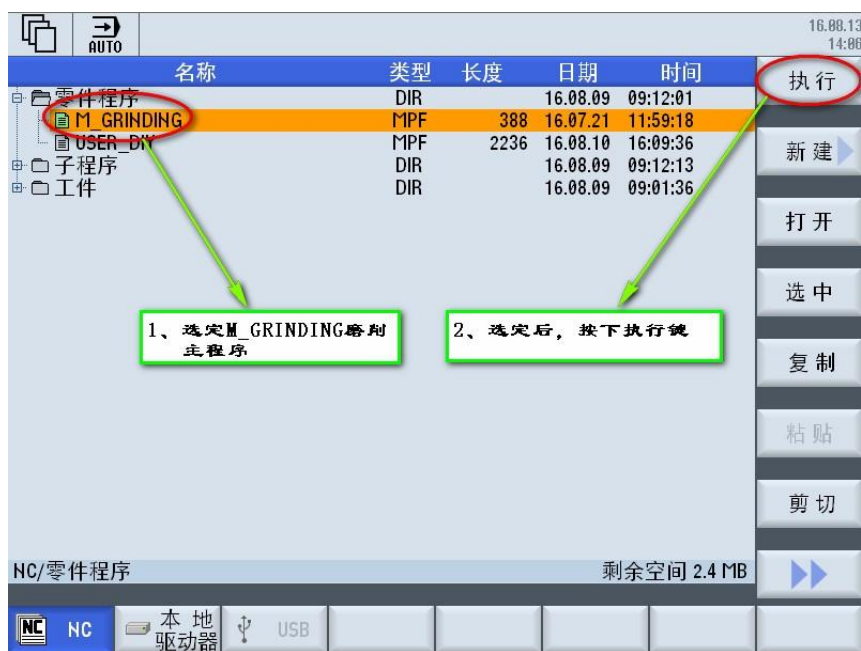 AUTO
16.08.13
14:06
名称 类型 长度 日期 时间
零件程序 DIR 16.08.09 09:12:01
M_GRINDING MPF 388 16.07.21 11:59:18
USER_DIY MPF 2236 16.08.10 16:09:36
子程序 DIR 16.08.09 09:12:13
工件 DIR 16.08.09 09:01:36
1、选定M_GRINDING磨削
主程序
2、选定后，按下执行键
执行
新建
打开
选中
复制
粘贴
剪切
NC/零件程序 剩余空间 2.4 MB
NC NC 本地
驱动器 USB